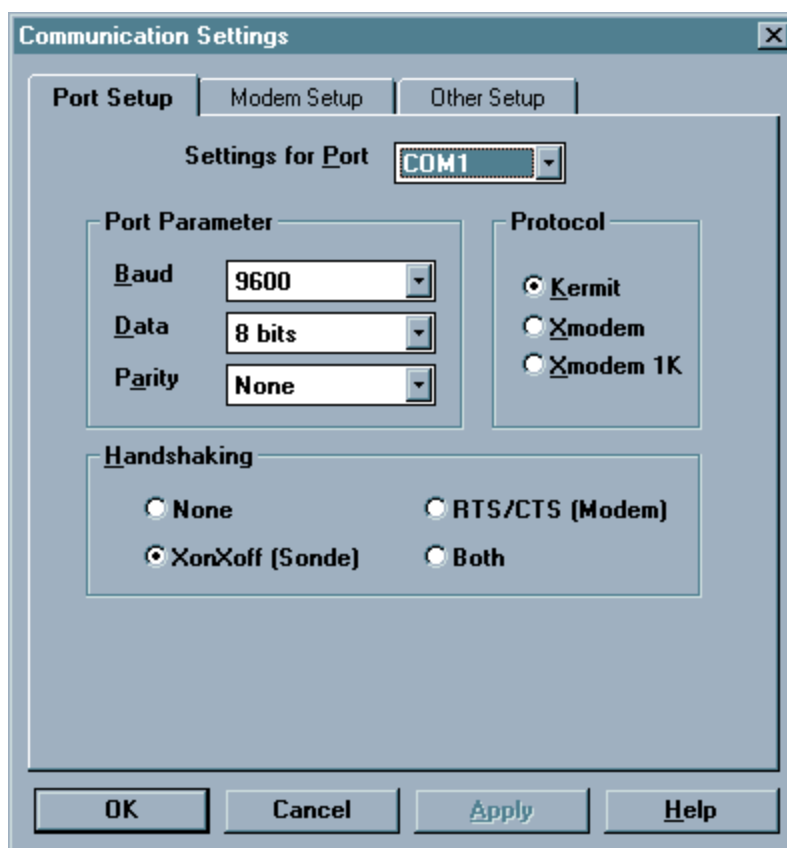 Communication Settings
Port Setup Modem Setup Other Setup
Settings for Port COM1
Port Parameter
Baud 9600
Data 8 bits
Parity None
Protocol
Kermit
Xmodem
Xmodem 1K
Handshaking
None RTS/CTS (Modem)
XonXoff (Sonde) Both
OK Cancel Apply Help